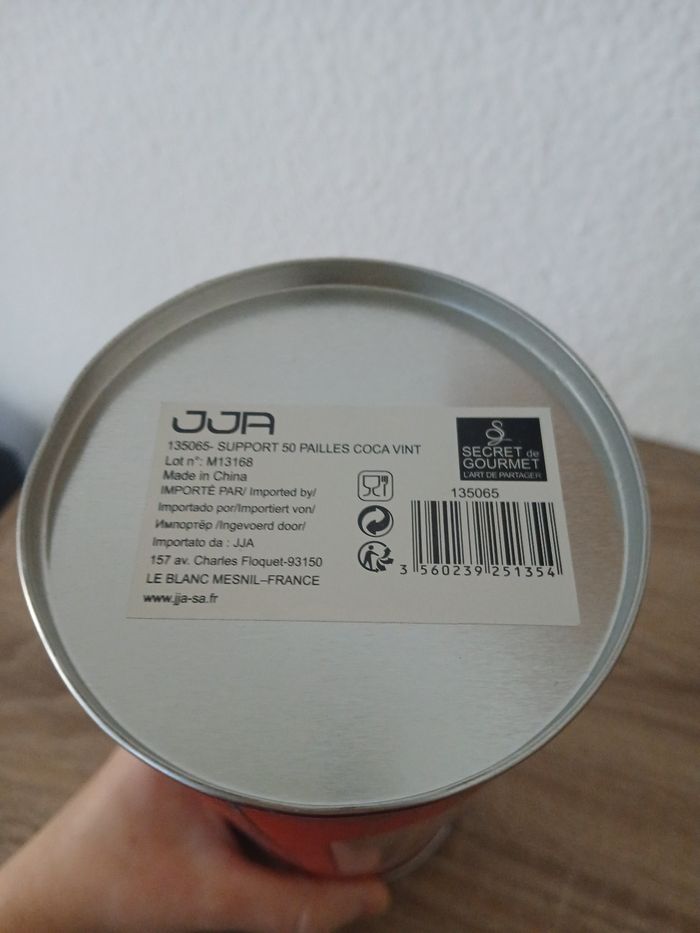 JJA
135065- SUPPORT 50 PAILLES COCA VINT
Lot n°: M13168
Made in China
IMPORTÉ PAR/ Imported by/
Importado por/Importiert von/
Импортёр /Ingevoerd door/
Importato da : JJA
157 av. Charles Floquet-93150
LE BLANC MESNIL–FRANCE
www.jja-sa.fr
SECRET de
GOURMET
L'ART DE PARTAGER
135065
3 560239 251354